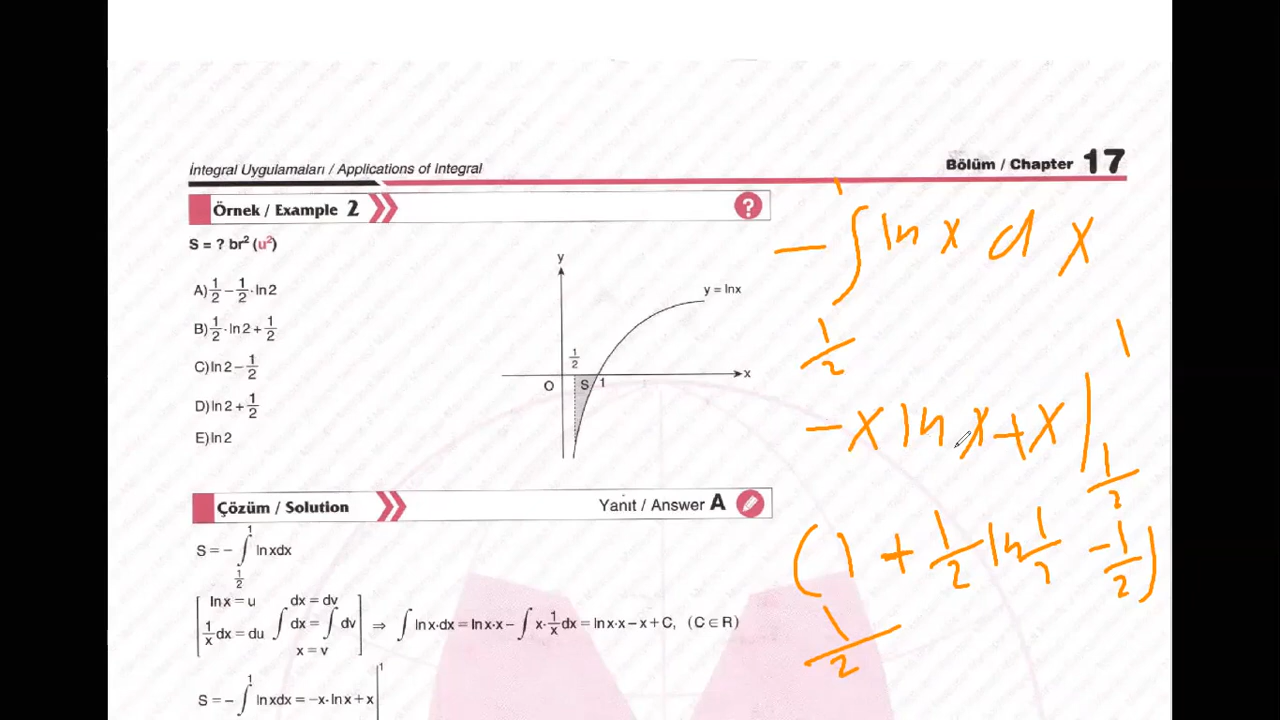 İntegral Uygulamaları / Applications of Integral
Bölüm / Chapter 17
Örnek / Example 2
?
S = ? br² (u²)
A) 1/2 − 1/2 · ln2
B) 1/2 · ln2 + 1/2
C) ln2 − 1/2
D) ln2 + 1/2
E) ln2
y
y = lnx
1/2
O
S
1
x
Çözüm / Solution
Yanıt / Answer A
S = − ∫_{1/2}^{1} lnxdx
[ lnx = u dx = dv
1/x dx = du ∫ dx = ∫ dv
x = v ] ⇒ ∫ lnx·dx = lnx·x − ∫ x·1/x dx = lnx·x − x + C, (C ∈ R)
S = − ∫^{1} lnxdx = −x·lnx + x |^{1}
− ∫_{1/2}^{1} ln x d x
− x ln x + x |_{1/2}^{1}
(1 + 1/2 ln 1/2 − 1/2)
1/2